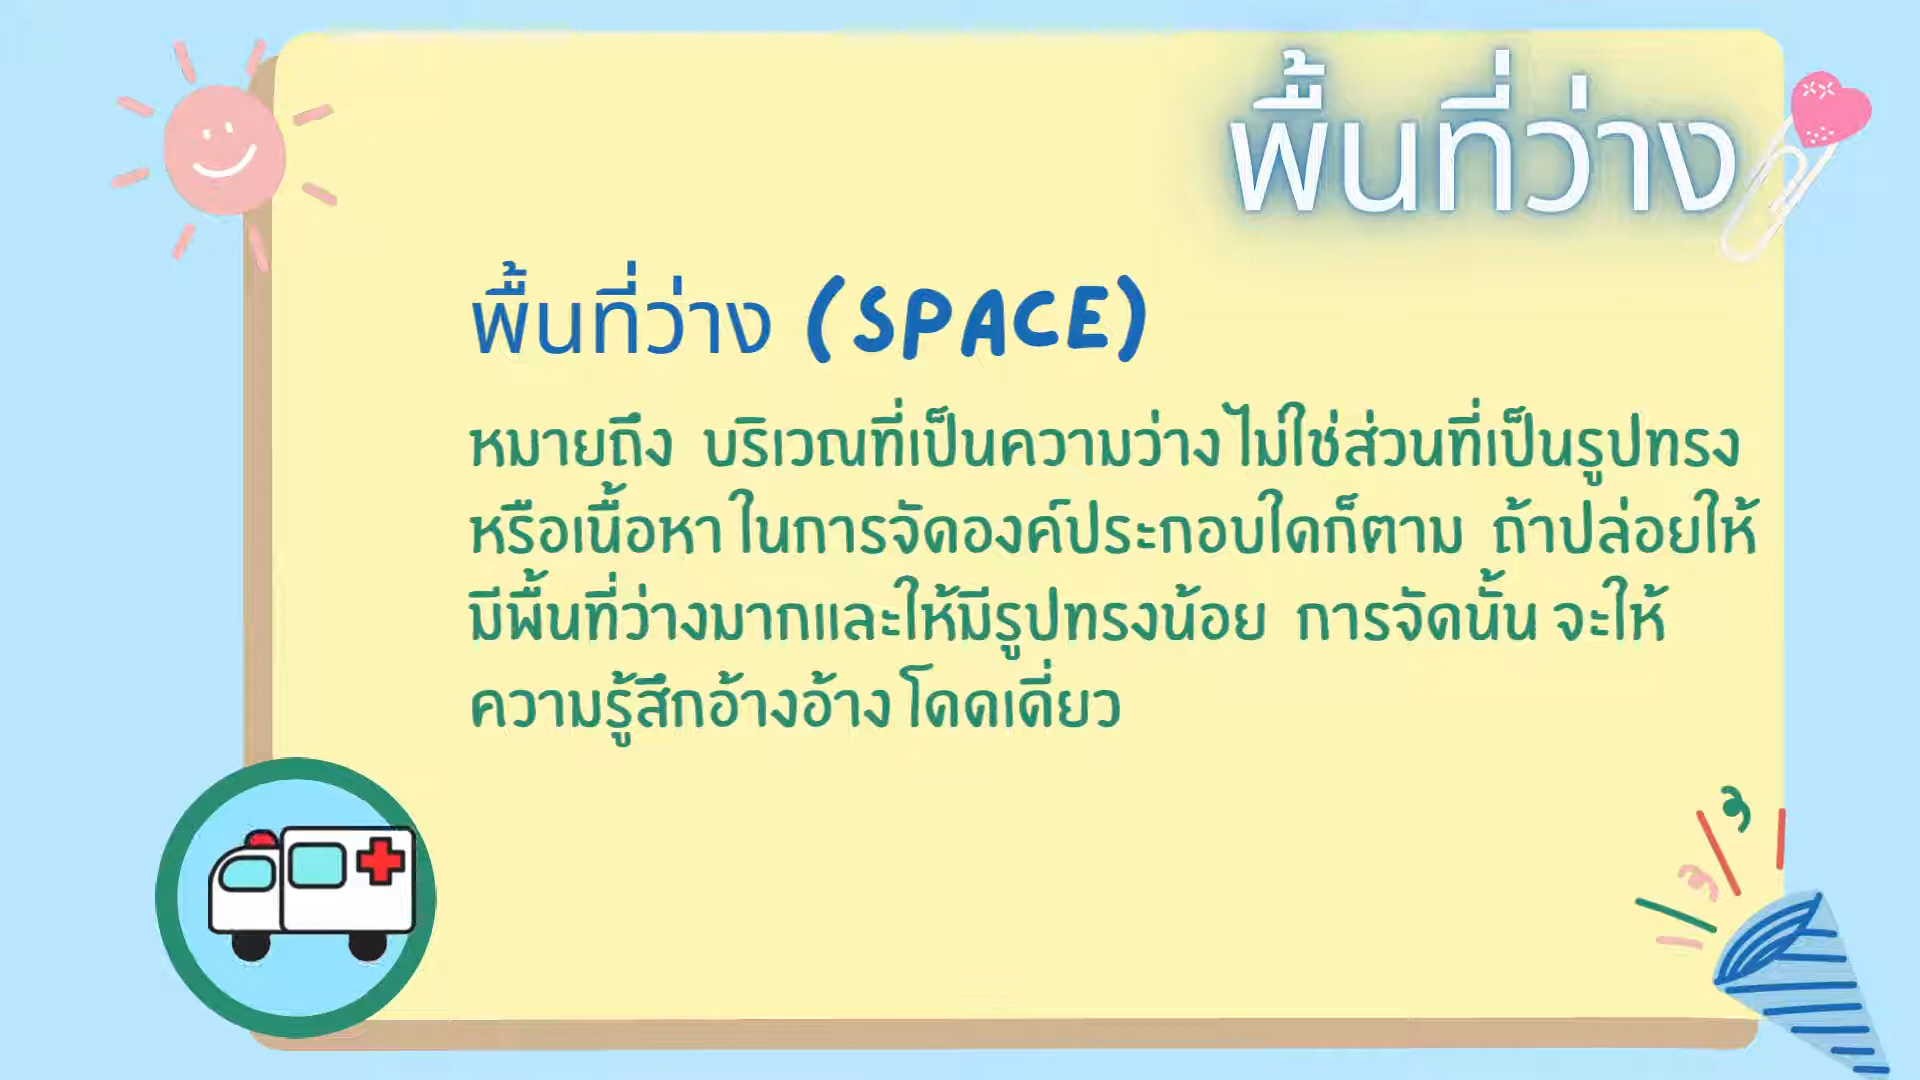 พื้นที่ว่าง
พื้นที่ว่าง (SPACE)
หมายถึง บริเวณที่เป็นความว่าง ไม่ใช่ส่วนที่เป็นรูปทรง
หรือเนื้อหา ในการจัดองค์ประกอบใดก็ตาม ถ้าปล่อยให้
มีพื้นที่ว่างมากและให้มีรูปทรงน้อย การจัดนั้น จะให้
ความรู้สึกอ้างอ้าง โดดเดี่ยว